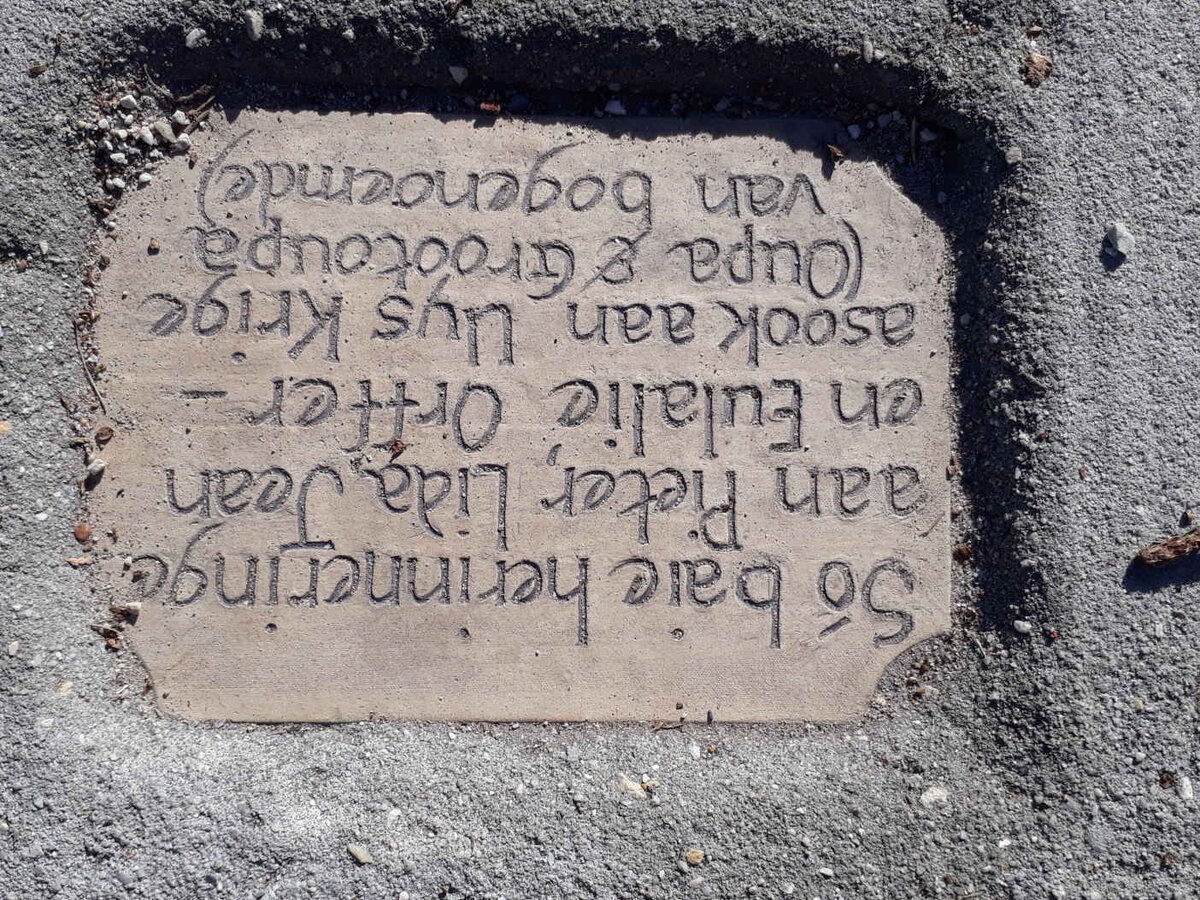 Só baie herinneringe
aan Pieter, Lida, Jean
en Eulalie Orffer –
asook aan Uys Krige
(Oupa & Grootoupa
van bogenoemde)